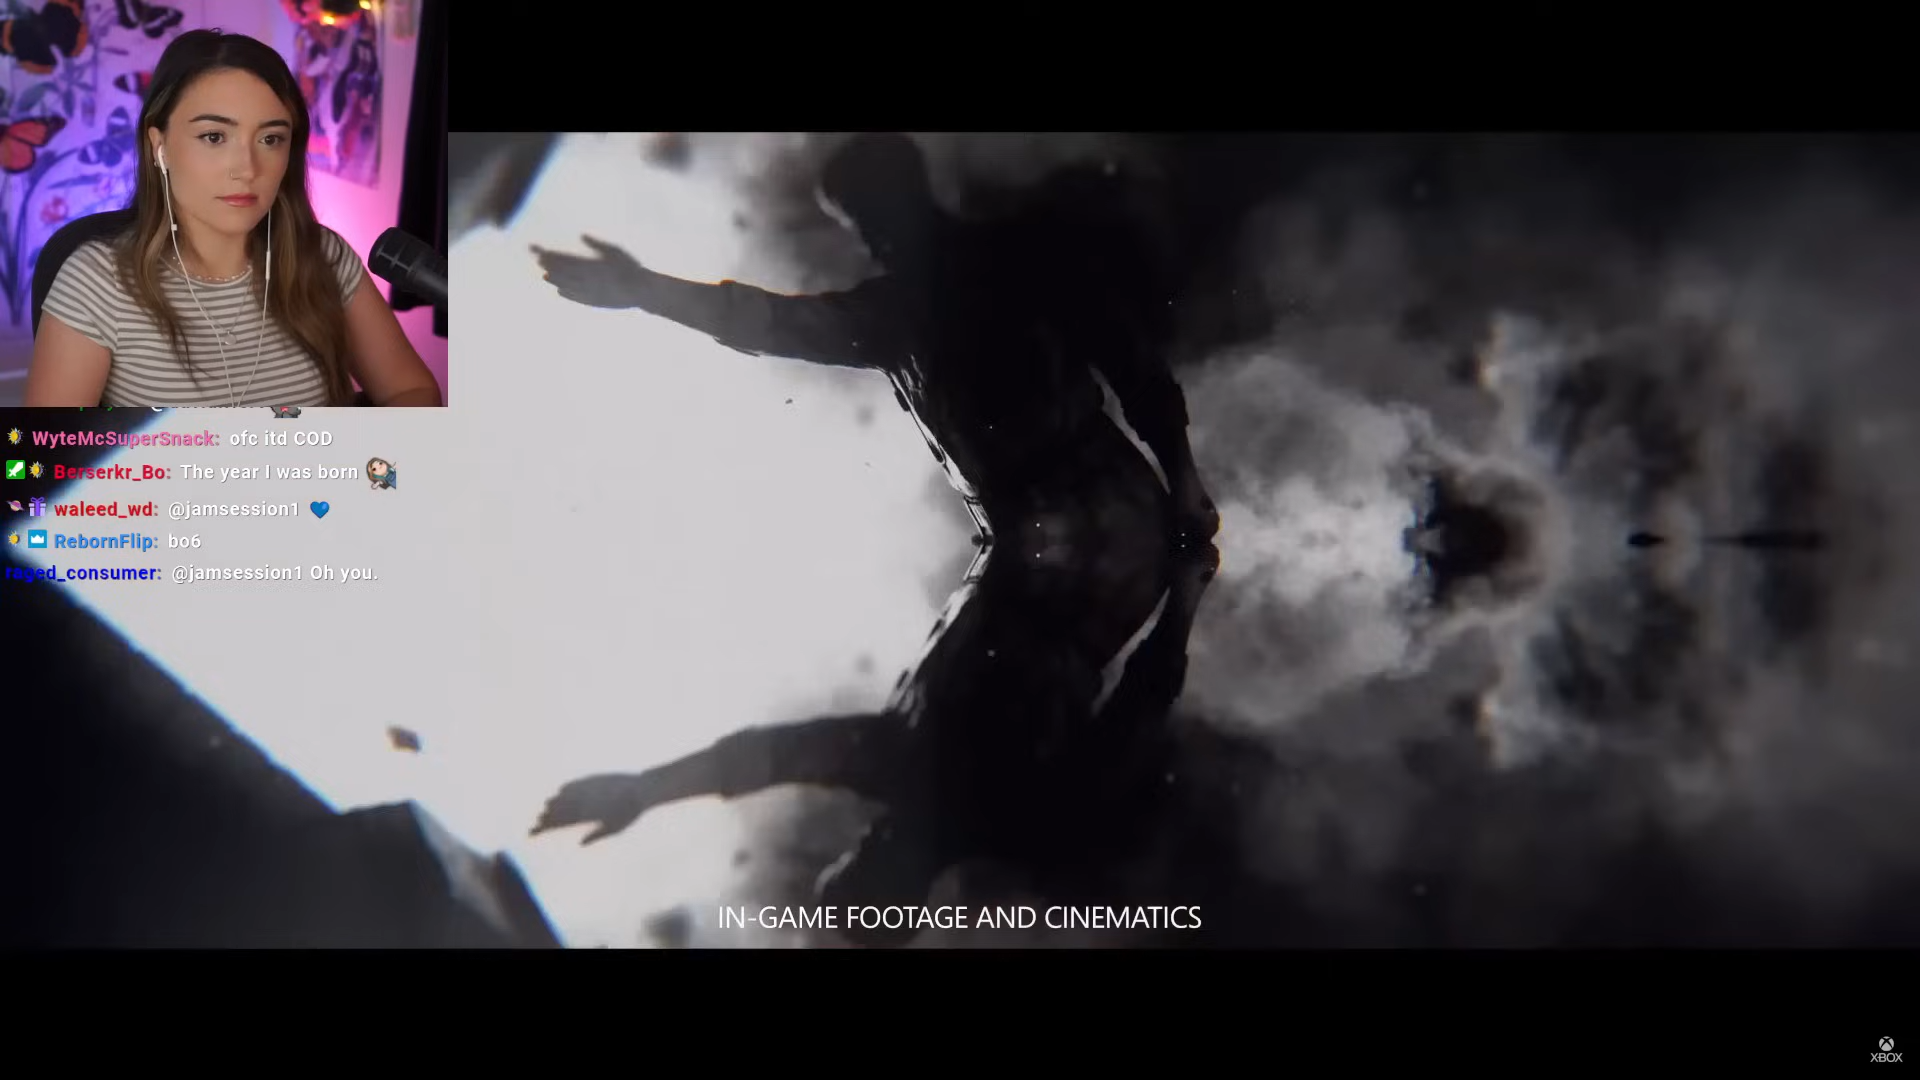 WyteMcSuperSnack: ofc itd COD
Berserkr_Bo: The year I was born
waleed_wd: @jamsession1
RebornFlip: bo6
raged_consumer: @jamsession1 Oh you.
IN-GAME FOOTAGE AND CINEMATICS
XBOX